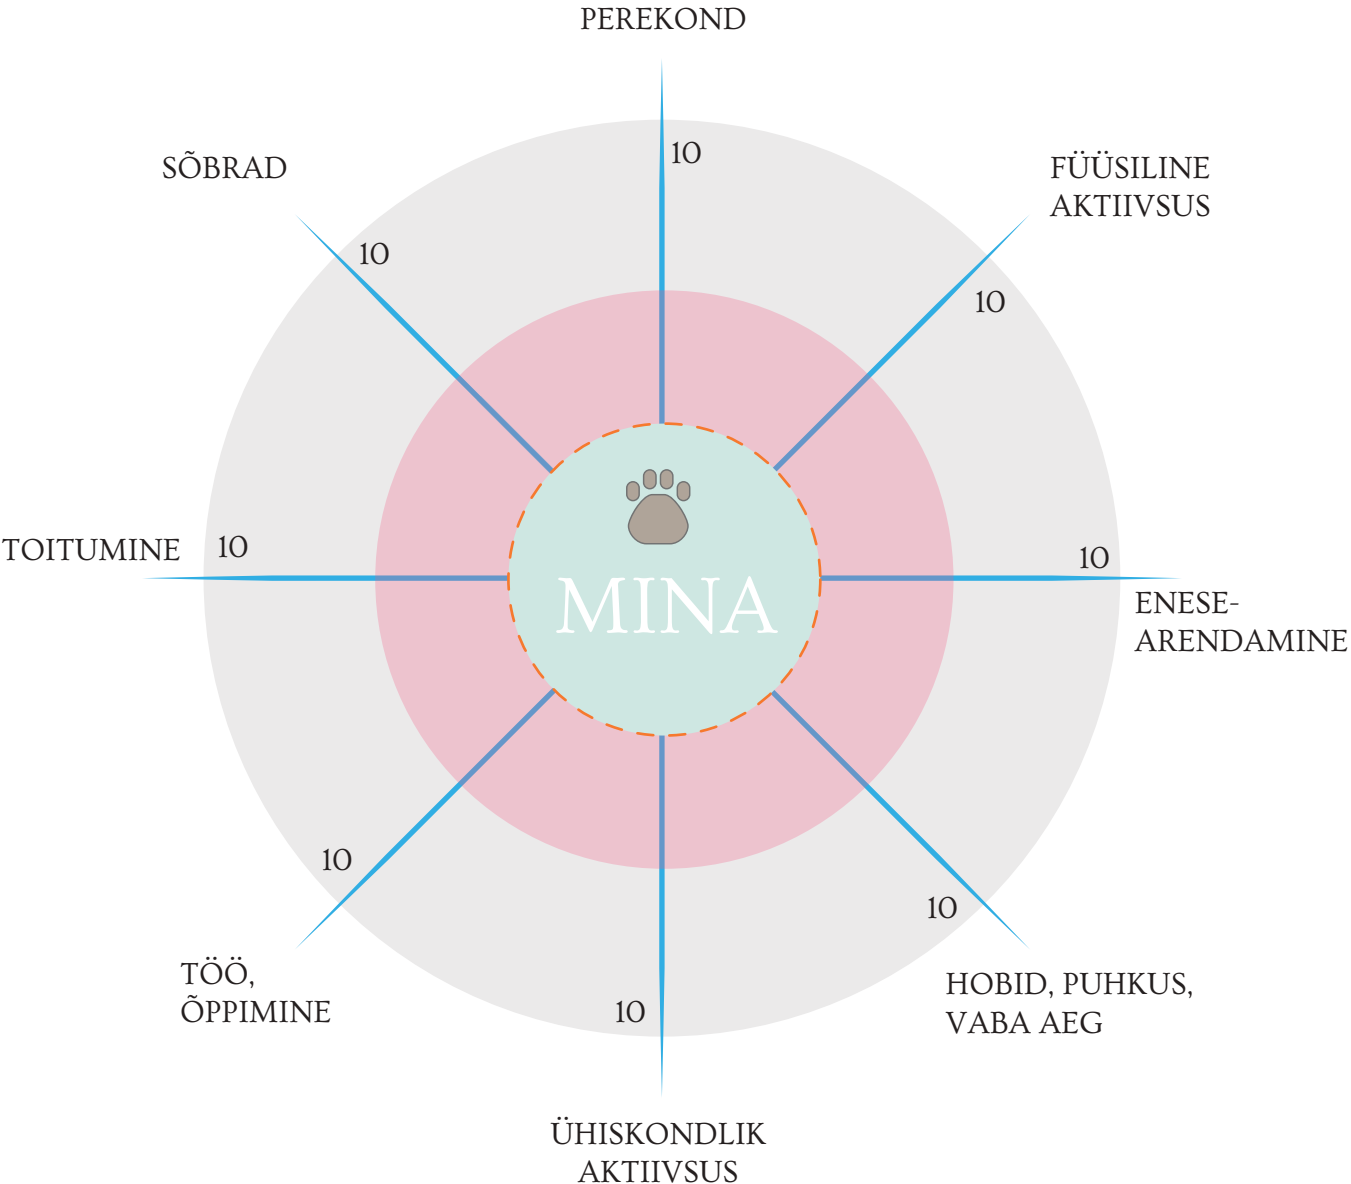 PEREKOND
10
SÕBRAD
FÜÜSILINE
AKTIIVSUS
10
10
TOITUMINE
10
10
MINA
ENESE-
ARENDAMINE
10
10
TÖÖ,
ÕPPIMINE
HOBID, PUHKUS,
VABA AEG
10
ÜHISKONDLIK
AKTIIVSUS